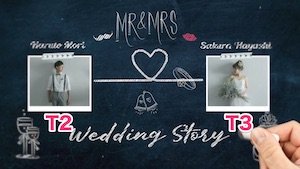 MR&MRS
Haruto Mori
Sakura Hayashi
T2
T3
Wedding Story